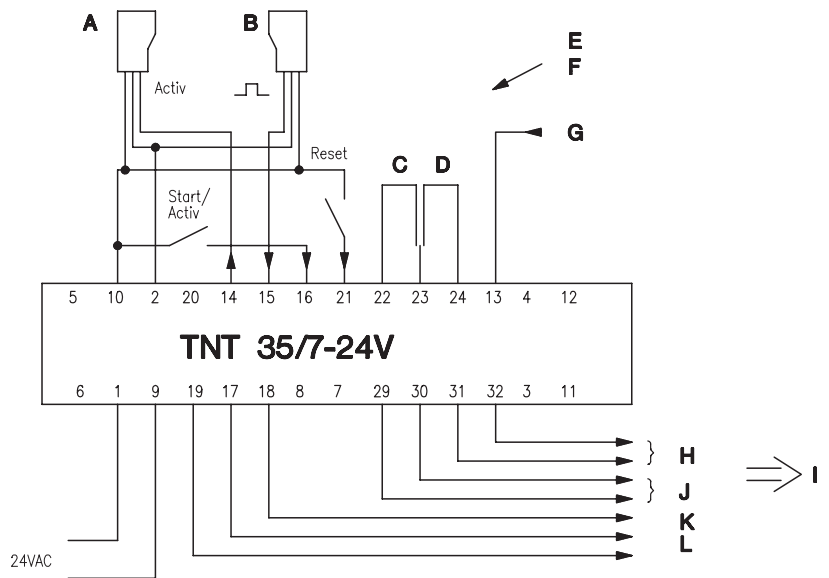 A B
E
F
Activ
G
Reset
C D
Start/
Activ
5 10 2 20 14 15 16 21 22 23 24 13 4 12
TNT 35/7-24V
6 1 9 19 17 18 8 7 29 30 31 32 3 11
H
I
J
K
L
24VAC